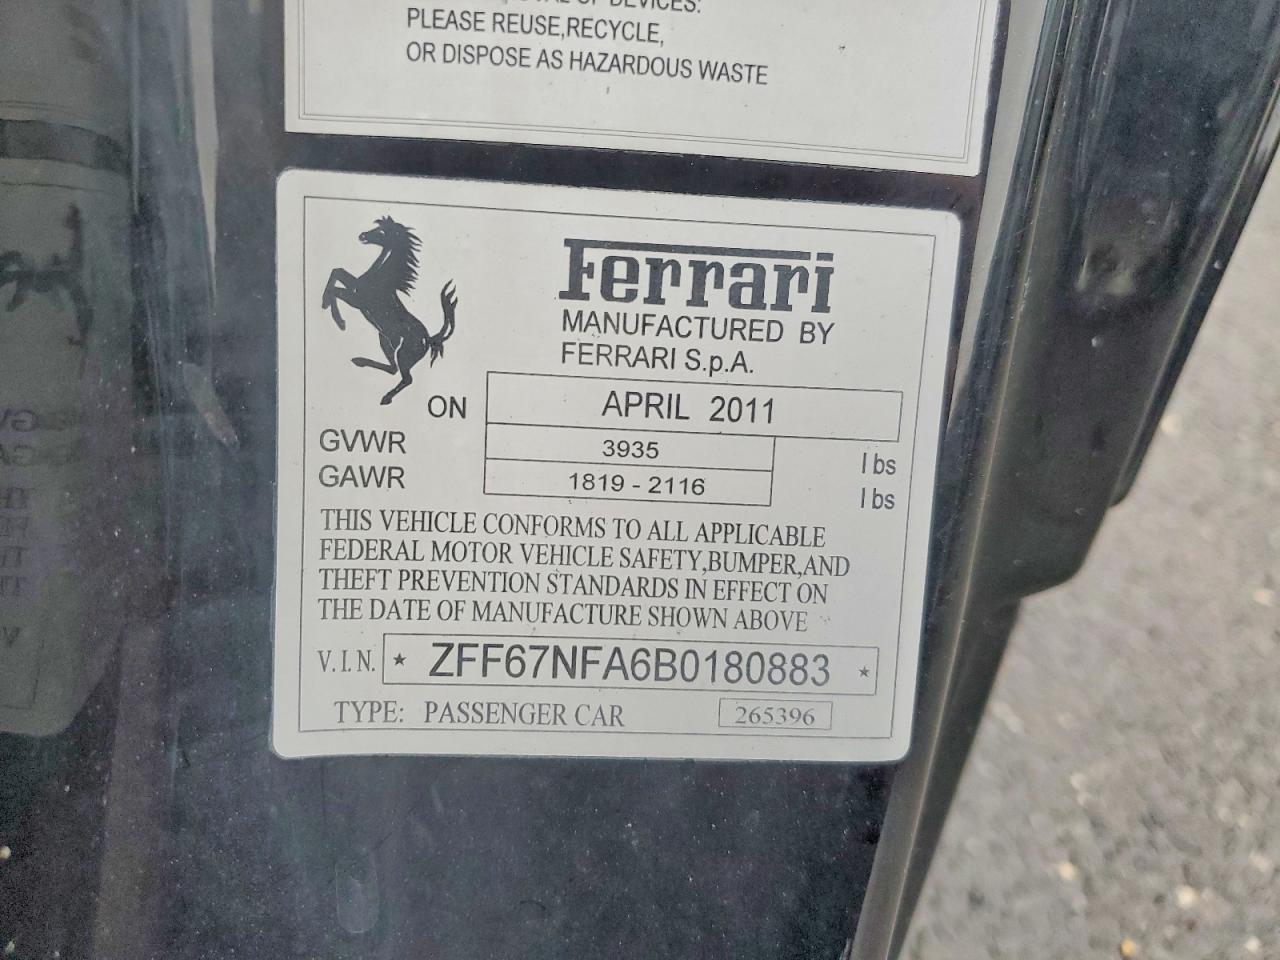 OF DEVICES:
PLEASE REUSE,RECYCLE,
OR DISPOSE AS HAZARDOUS WASTE
Ferrari
MANUFACTURED BY
FERRARI S.p.A.
ON APRIL 2011
GVWR 3935 lbs
GAWR 1819 - 2116 lbs
THIS VEHICLE CONFORMS TO ALL APPLICABLE
FEDERAL MOTOR VEHICLE SAFETY,BUMPER,AND
THEFT PREVENTION STANDARDS IN EFFECT ON
THE DATE OF MANUFACTURE SHOWN ABOVE
V.I.N. ★ ZFF67NFA6B0180883 ★
TYPE: PASSENGER CAR 265396